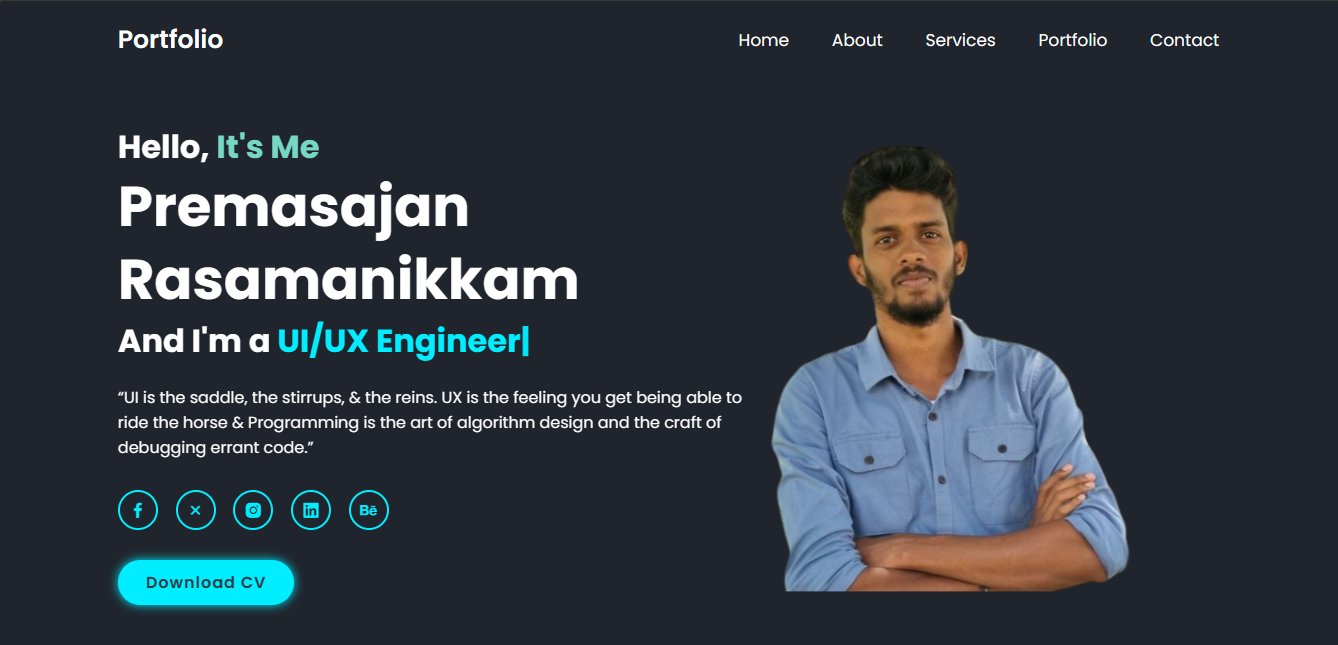 Portfolio
Home About Services Portfolio Contact
Hello, It's Me
Premasajan
Rasamanikkam
And I'm a UI/UX Engineer|
“UI is the saddle, the stirrups, & the reins. UX is the feeling you get being able to
ride the horse & Programming is the art of algorithm design and the craft of
debugging errant code.”
Bē
Download CV